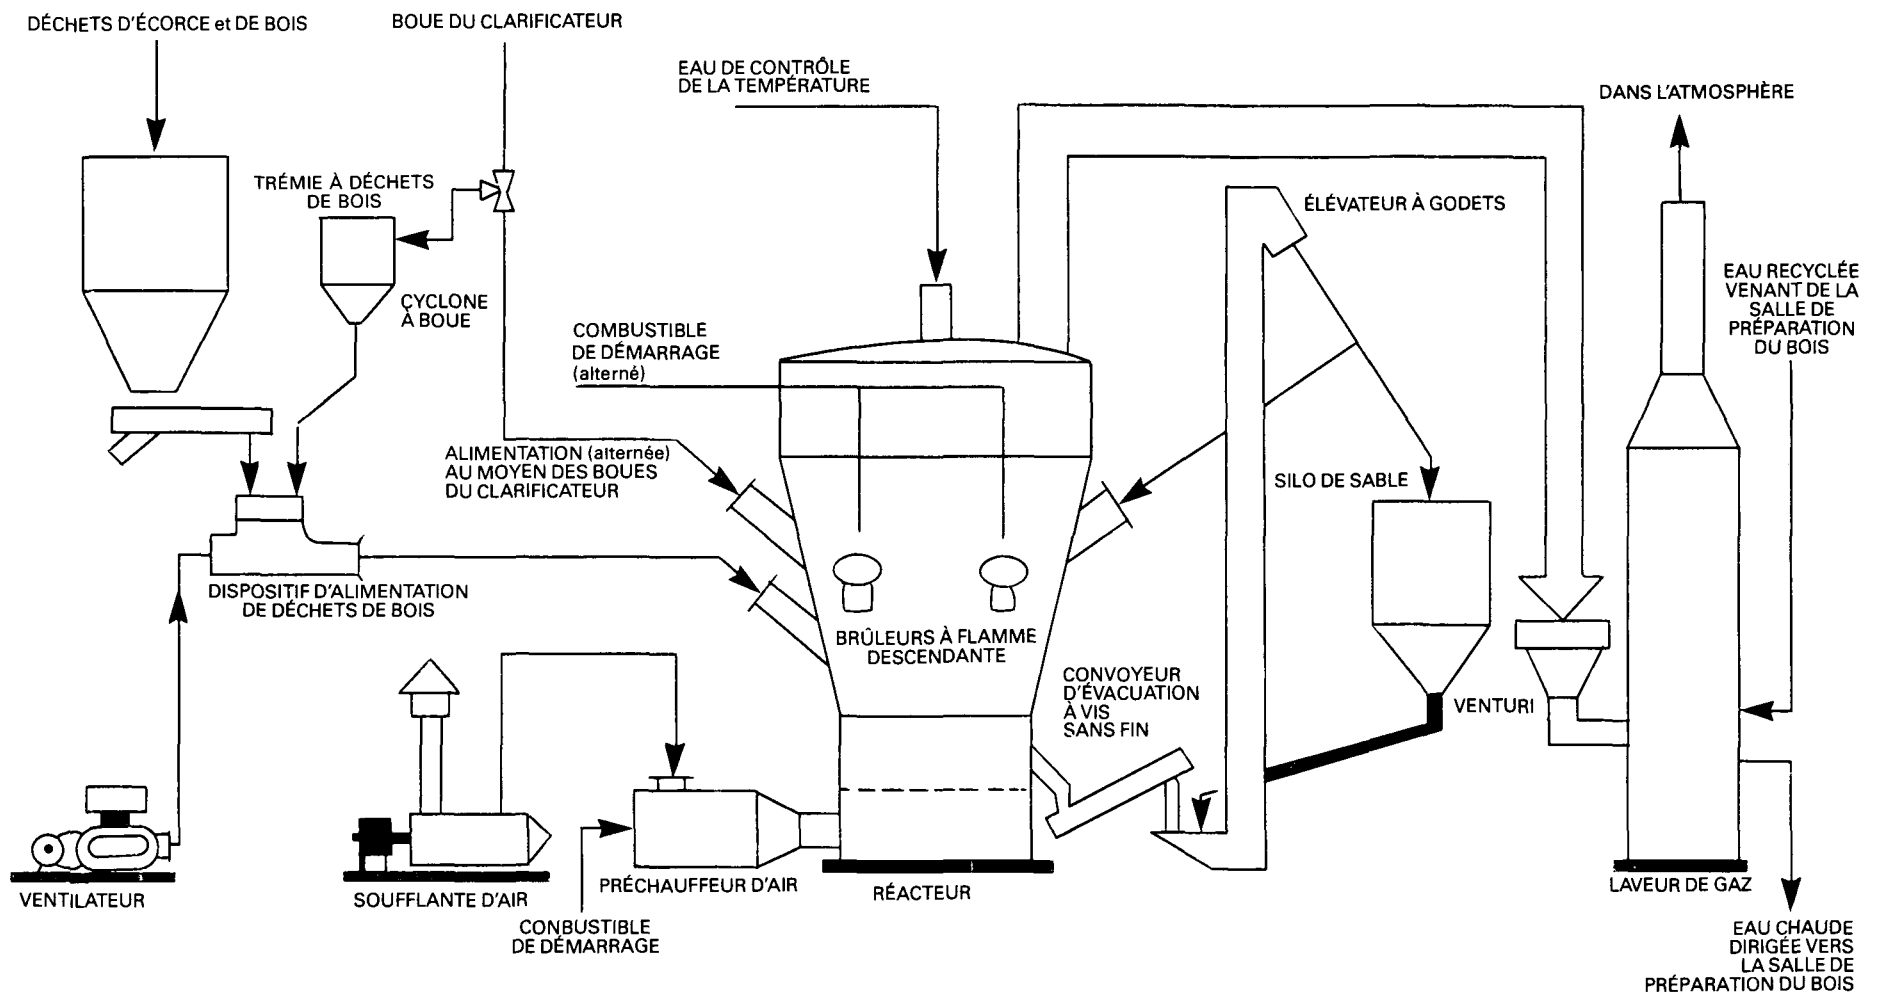 DÉCHETS D'ÉCORCE et DE BOIS
BOUE DU CLARIFICATEUR
EAU DE CONTRÔLE
DE LA TEMPÉRATURE
DANS L'ATMOSPHÈRE
TRÉMIE À DÉCHETS
DE BOIS
ÉLÉVATEUR À GODETS
CYCLONE
À BOUE
EAU RECYCLÉE
VENANT DE LA
SALLE DE
PRÉPARATION
DU BOIS
COMBUSTIBLE
DE DÉMARRAGE
(alterné)
ALIMENTATION (alternée)
AU MOYEN DES BOUES
DU CLARIFICATEUR
SILO DE SABLE
DISPOSITIF D'ALIMENTATION
DE DÉCHETS DE BOIS
BRÛLEURS À FLAMME
DESCENDANTE
CONVOYEUR
D'ÉVACUATION
À VIS
SANS FIN
VENTURI
VENTILATEUR
SOUFFLANTE D'AIR
PRÉCHAUFFEUR D'AIR
RÉACTEUR
LAVEUR DE GAZ
CONBUSTIBLE
DE DÉMARRAGE
EAU CHAUDE
DIRIGÉE VERS
LA SALLE DE
PRÉPARATION DU BOIS